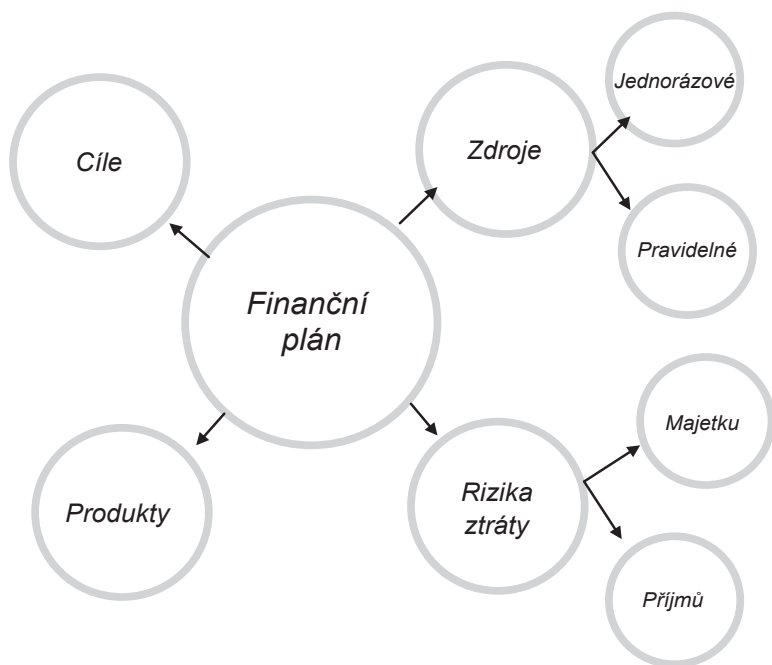 Jednorázové
Cíle
Zdroje
Pravidelné
Finanční
plán
Majetku
Produkty
Rizika
ztráty
Příjmů